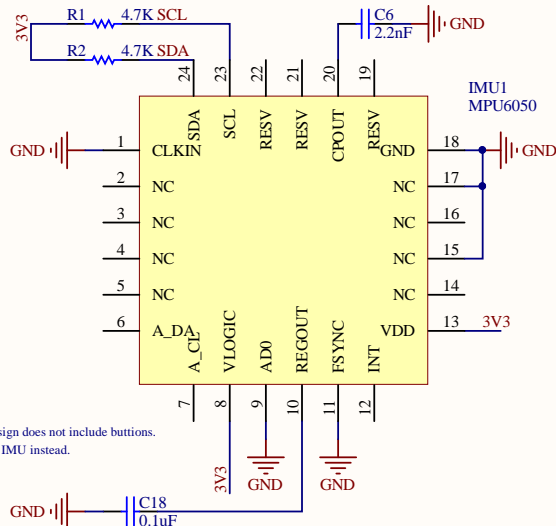 R1 4.7K SCL
3V3
R2 4.7K SDA
C6
2.2nF
GND
24 23 22 21 20 19
IMU1
MPU6050
SDA SCL RESV RESV CPOUT RESV
GND 1 CLKIN
GND 18 GND
2 NC
NC 17
3 NC
NC 16
4 NC
NC 15
5 NC
NC 14
6 A_DA
VDD 13 3V3
A_CL VLOGIC AD0 REGOUT FSYNC INT
7 8 9 10 11 12
sign does not include buttions.
IMU instead.
3V3
GND
GND
GND
C18
0.1uF